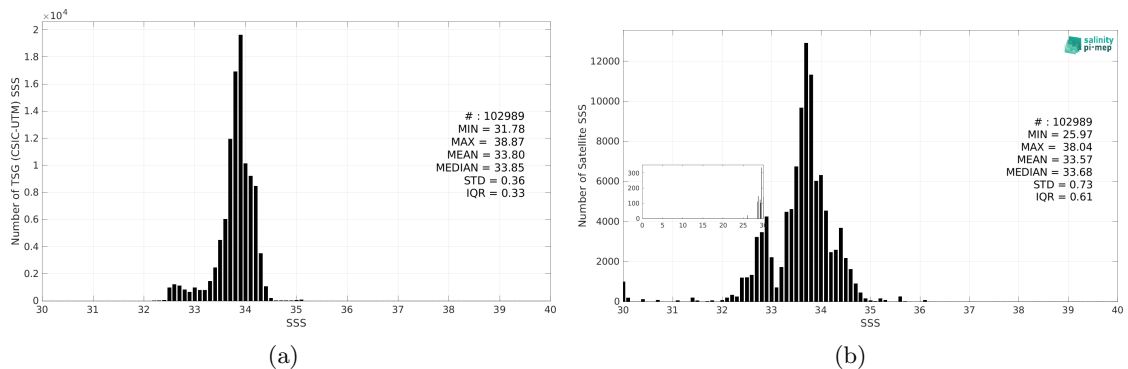 ×10⁴
2
1.8
1.6
1.4
1.2
1
0.8
0.6
0.4
0.2
0
Number of TSG (CSIC-UTM) SSS
# : 102989
MIN = 31.78
MAX = 38.87
MEAN = 33.80
MEDIAN = 33.85
STD = 0.36
IQR = 0.33
30 31 32 33 34 35 36 37 38 39 40
SSS
(a)
salinity
pi-mep
12000
10000
8000
6000
4000
2000
0
Number of Satellite SSS
# : 102989
MIN = 25.97
MAX = 38.04
MEAN = 33.57
MEDIAN = 33.68
STD = 0.73
IQR = 0.61
300
200
100
0
0 5 10 15 20 25 30
30 31 32 33 34 35 36 37 38 39 40
SSS
(b)